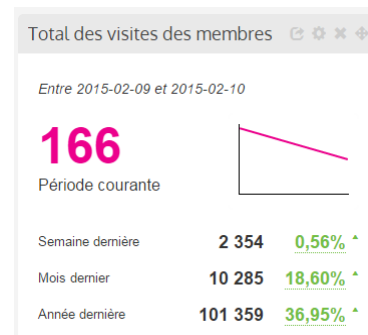 Total des visites des membres
Entre 2015-02-09 et 2015-02-10
166
Période courante
Semaine dernière 2 354 0,56%
Mois dernier 10 285 18,60%
Année dernière 101 359 36,95%